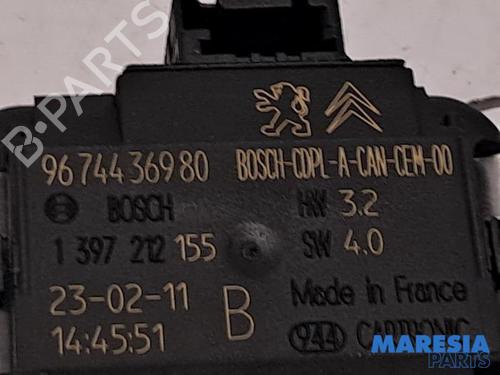 9674436980 BOSCH-CDPL-A-CAN-CEM-00
BOSCH HW 3.2
1 397 212 155 SW 4.0
23-02-11 B Made in France
14:45:51 944 CARTRONIC
B-PARTS
MARESIA
PARTS